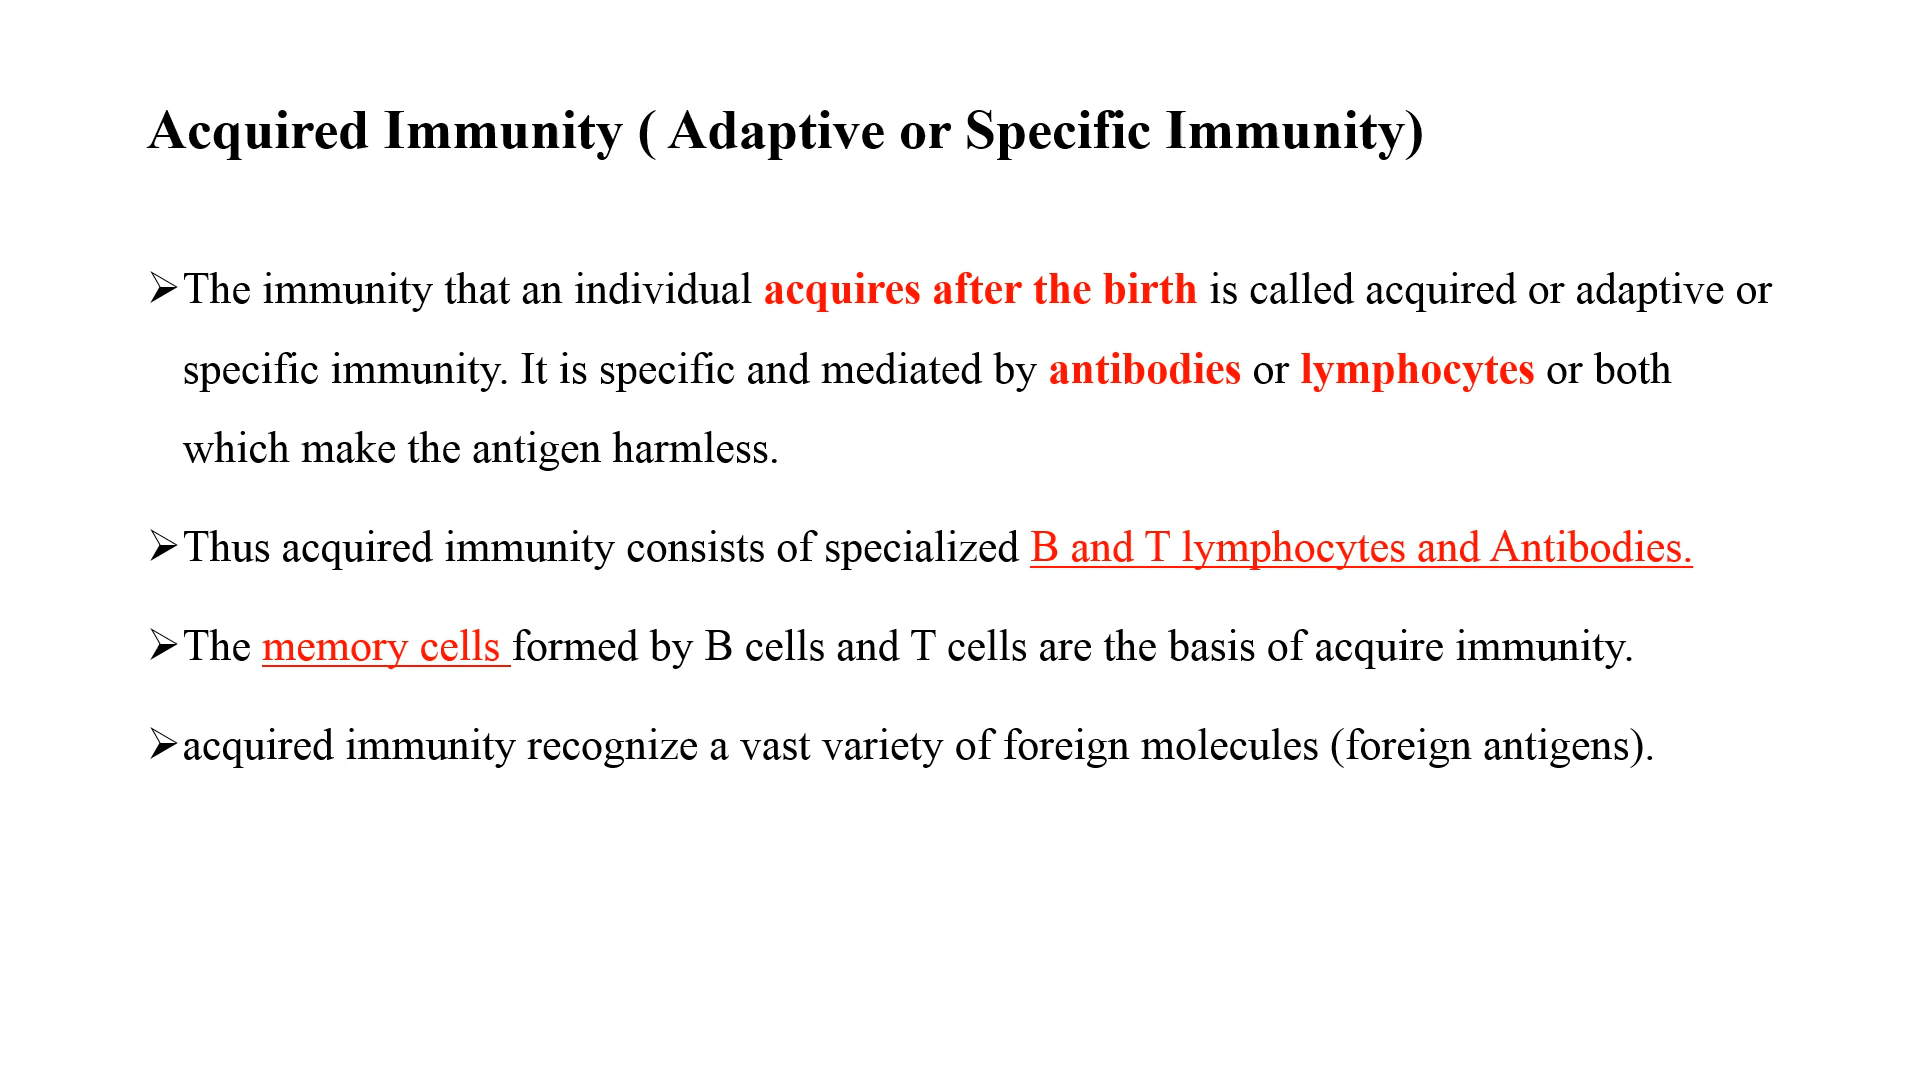 Acquired Immunity ( Adaptive or Specific Immunity)
➢The immunity that an individual acquires after the birth is called acquired or adaptive or
specific immunity. It is specific and mediated by antibodies or lymphocytes or both
which make the antigen harmless.
➢Thus acquired immunity consists of specialized B and T lymphocytes and Antibodies.
➢The memory cells formed by B cells and T cells are the basis of acquire immunity.
➢acquired immunity recognize a vast variety of foreign molecules (foreign antigens).